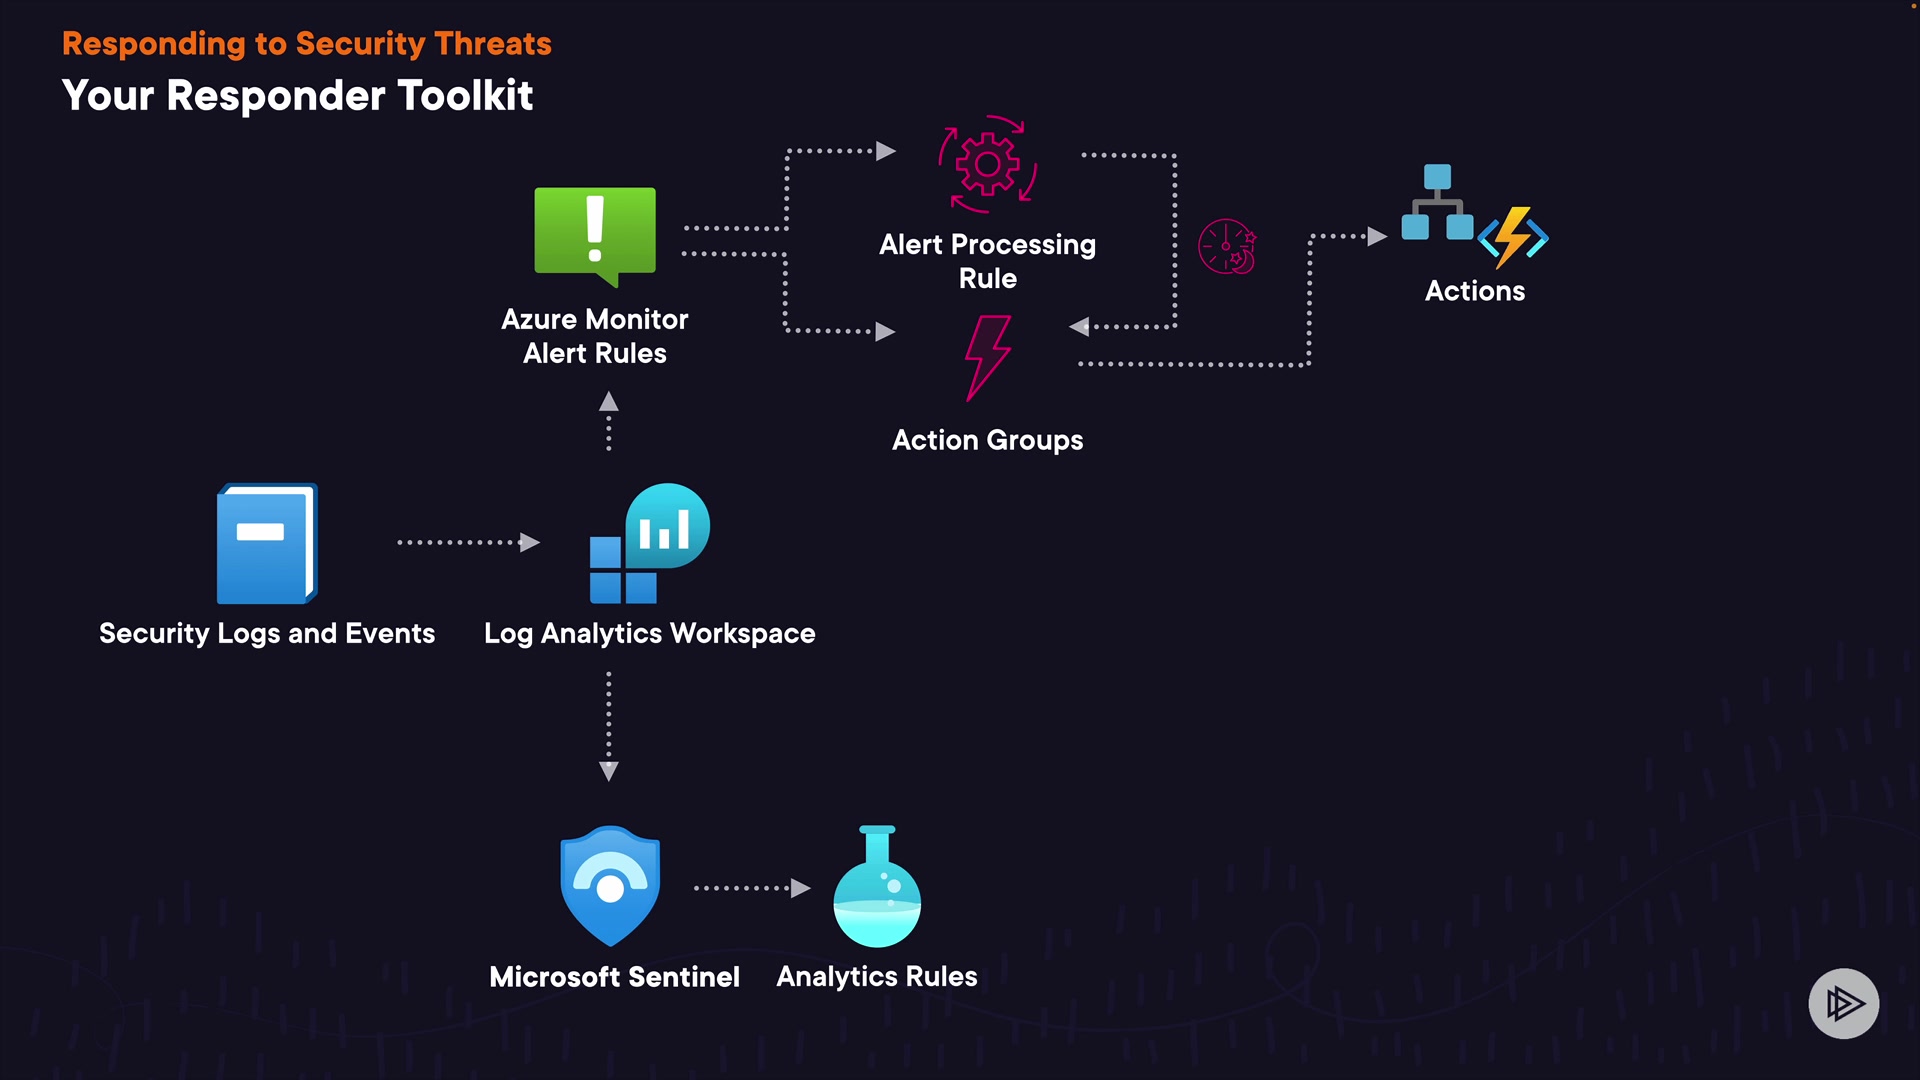 Responding to Security Threats
Your Responder Toolkit
Alert Processing
Rule
Azure Monitor
Alert Rules
Actions
Action Groups
Security Logs and Events
Log Analytics Workspace
Microsoft Sentinel
Analytics Rules